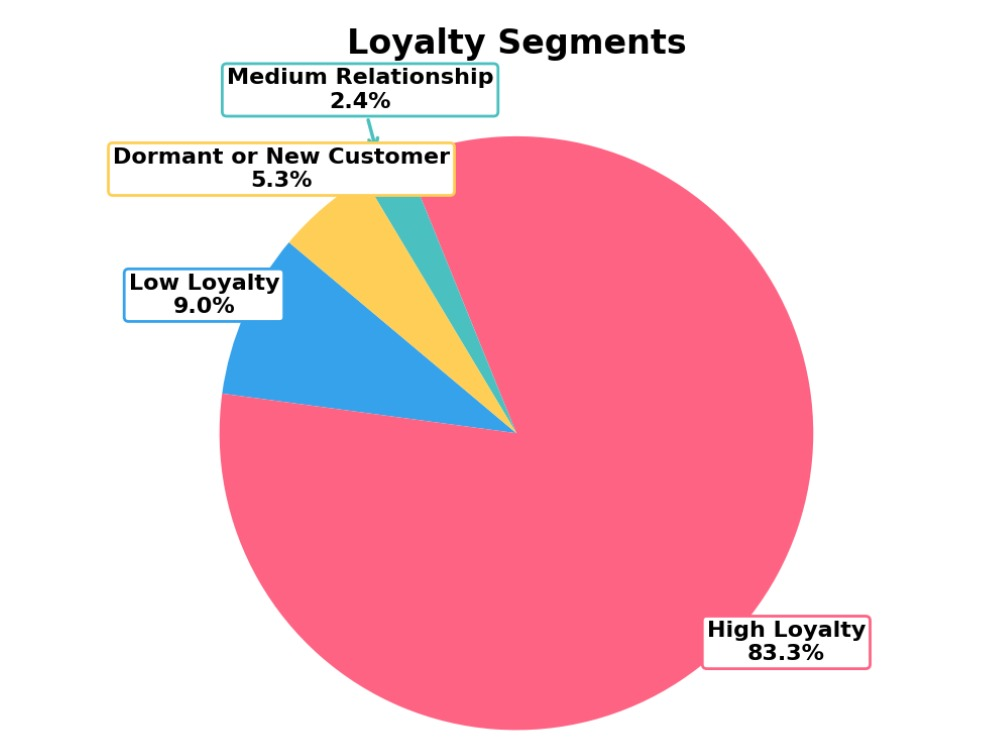 Loyalty Segments
Medium Relationship
2.4%
Dormant or New Customer
5.3%
Low Loyalty
9.0%
High Loyalty
83.3%